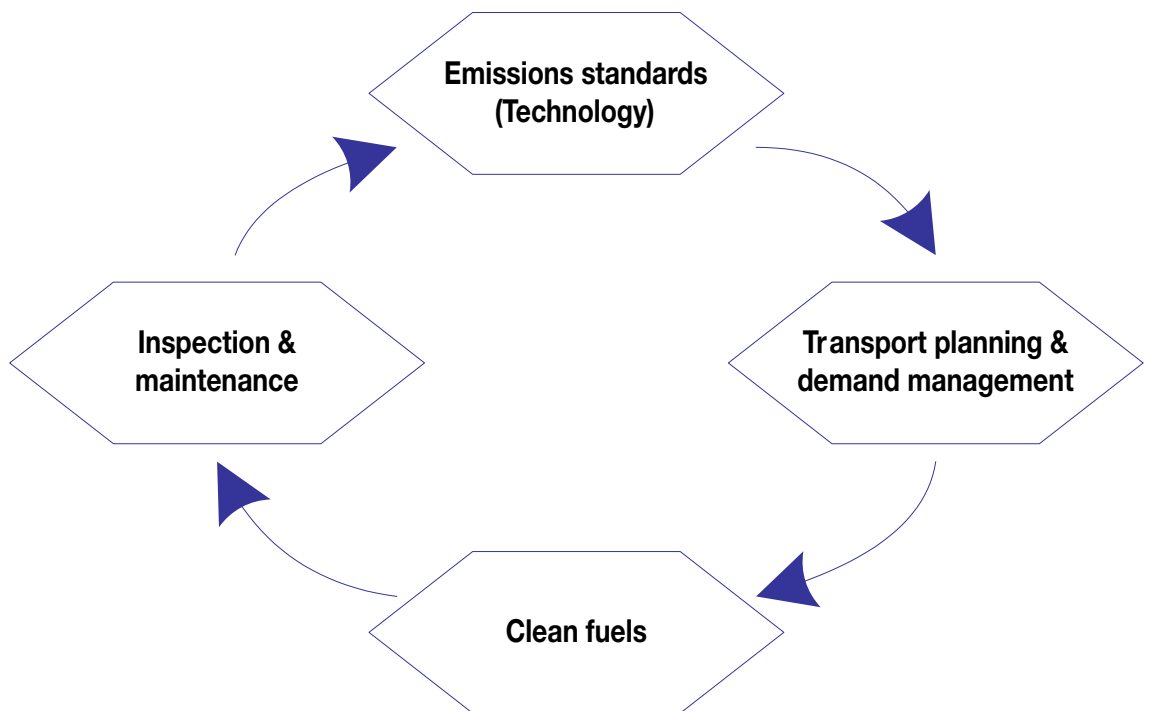 Emissions standards
(Technology)
Inspection &
maintenance
Transport planning &
demand management
Clean fuels